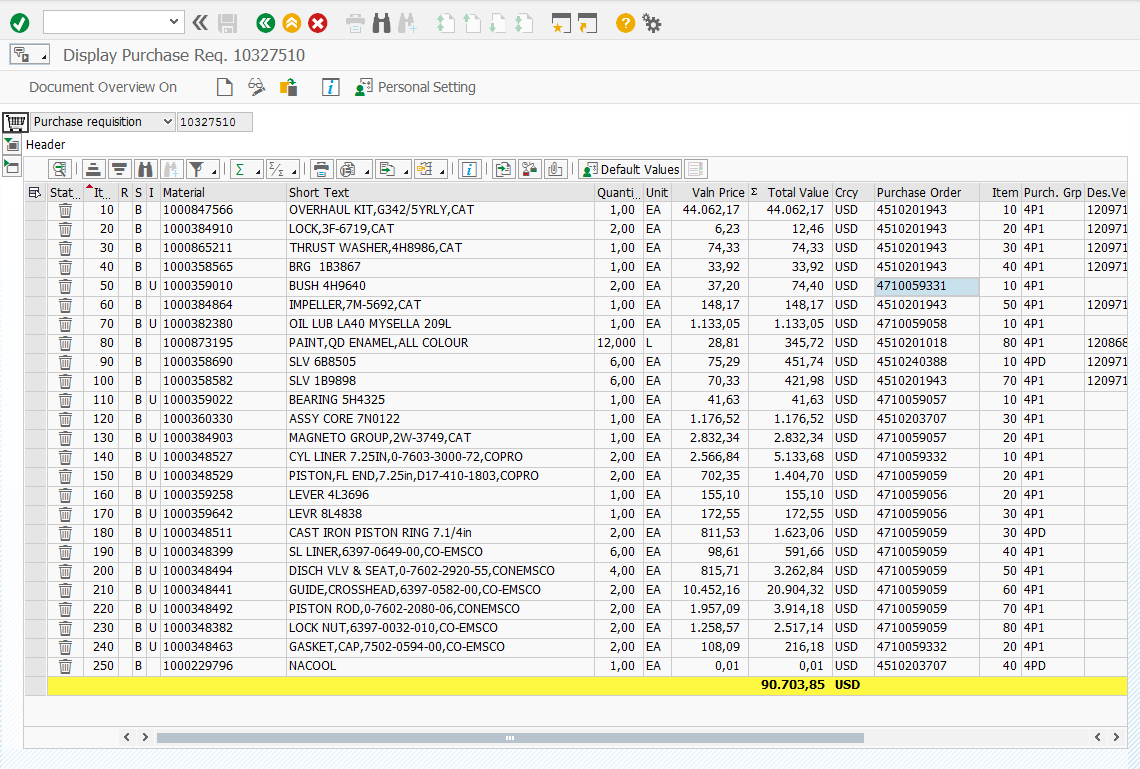 Display Purchase Req. 10327510
Document Overview On Personal Setting
Purchase requisition 10327510
Header
Default Values
Stat... It... R S I Material Short Text Quanti... Unit Valn Price Σ Total Value Crcy Purchase Order Item Purch. Grp Des.Ve
10 B 1000847566 OVERHAUL KIT,G342/5YRLY,CAT 1,00 EA 44.062,17 44.062,17 USD 4510201943 10 4P1 120971
20 B 1000384910 LOCK,3F-6719,CAT 2,00 EA 6,23 12,46 USD 4510201943 20 4P1 120971
30 B 1000865211 THRUST WASHER,4H8986,CAT 1,00 EA 74,33 74,33 USD 4510201943 30 4P1 120971
40 B 1000358565 BRG 1B3867 1,00 EA 33,92 33,92 USD 4510201943 40 4P1 120971
50 B U 1000359010 BUSH 4H9640 2,00 EA 37,20 74,40 USD 4710059331 10 4P1
60 B 1000384864 IMPELLER,7M-5692,CAT 1,00 EA 148,17 148,17 USD 4510201943 50 4P1 120971
70 B U 1000382380 OIL LUB LA40 MYSELLA 209L 1,00 EA 1.133,05 1.133,05 USD 4710059058 10 4P1
80 B 1000873195 PAINT,QD ENAMEL,ALL COLOUR 12,000 L 28,81 345,72 USD 4510201018 80 4P1 120868
90 B 1000358690 SLV 6B8505 6,00 EA 75,29 451,74 USD 4510240388 10 4PD 120971
100 B 1000358582 SLV 1B9898 6,00 EA 70,33 421,98 USD 4510201943 70 4P1 120971
110 B U 1000359022 BEARING 5H4325 1,00 EA 41,63 41,63 USD 4710059057 10 4P1
120 B 1000360330 ASSY CORE 7N0122 1,00 EA 1.176,52 1.176,52 USD 4510203707 30 4P1
130 B U 1000384903 MAGNETO GROUP,2W-3749,CAT 1,00 EA 2.832,34 2.832,34 USD 4710059057 20 4P1
140 B U 1000348527 CYL LINER 7.25IN,0-7603-3000-72,COPRO 2,00 EA 2.566,84 5.133,68 USD 4710059332 10 4P1
150 B U 1000348529 PISTON,FL END,7.25in,D17-410-1803,COPRO 2,00 EA 702,35 1.404,70 USD 4710059059 20 4P1
160 B U 1000359258 LEVER 4L3696 1,00 EA 155,10 155,10 USD 4710059056 20 4P1
170 B U 1000359642 LEVR 8L4838 1,00 EA 172,55 172,55 USD 4710059056 30 4P1
180 B U 1000348511 CAST IRON PISTON RING 7.1/4in 2,00 EA 811,53 1.623,06 USD 4710059059 30 4PD
190 B U 1000348399 SL LINER,6397-0649-00,CO-EMSCO 6,00 EA 98,61 591,66 USD 4710059059 40 4P1
200 B U 1000348494 DISCH VLV & SEAT,0-7602-2920-55,CONEMSCO 4,00 EA 815,71 3.262,84 USD 4710059059 50 4P1
210 B U 1000348441 GUIDE,CROSSHEAD,6397-0582-00,CO-EMSCO 2,00 EA 10.452,16 20.904,32 USD 4710059059 60 4P1
220 B U 1000348492 PISTON ROD,0-7602-2080-06,CONEMSCO 2,00 EA 1.957,09 3.914,18 USD 4710059059 70 4P1
230 B U 1000348382 LOCK NUT,6397-0032-010,CO-EMSCO 2,00 EA 1.258,57 2.517,14 USD 4710059059 80 4P1
240 B U 1000348463 GASKET,CAP,7502-0594-00,CO-EMSCO 2,00 EA 108,09 216,18 USD 4710059332 20 4P1
250 B 1000229796 NACOOL 1,00 EA 0,01 0,01 USD 4510203707 40 4PD
90.703,85 USD